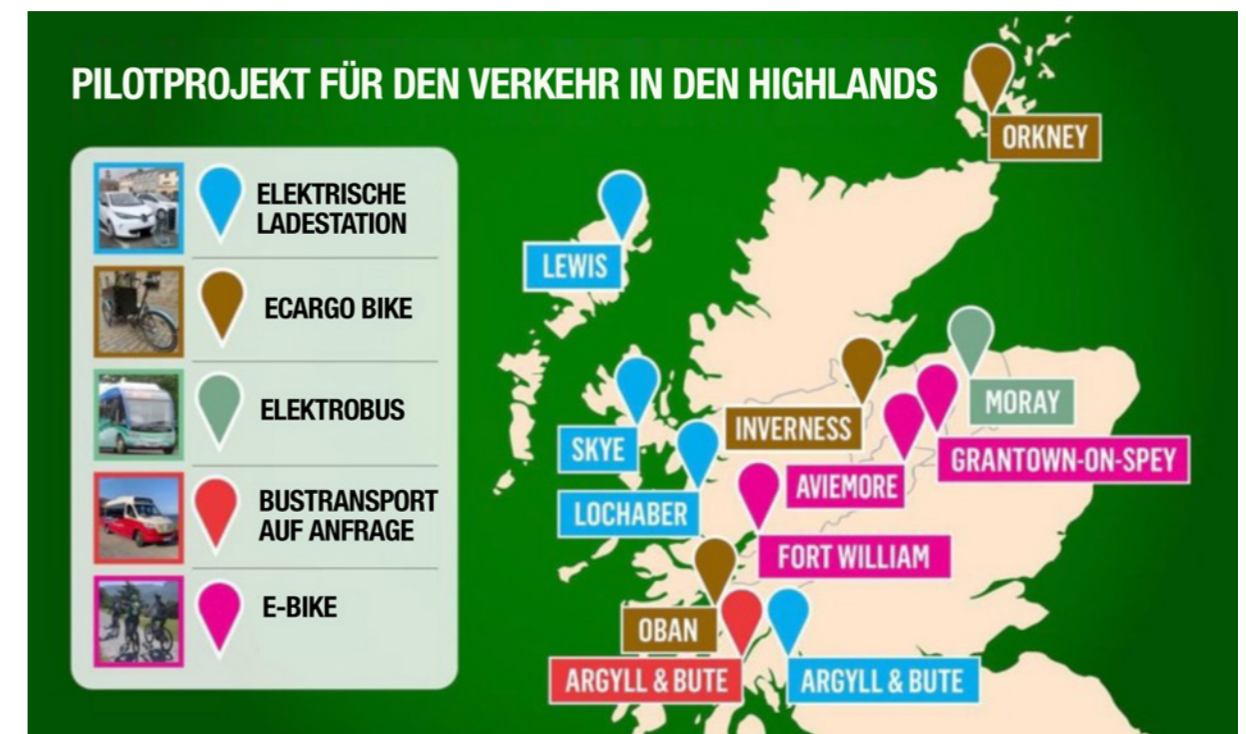 PILOTPROJEKT FÜR DEN VERKEHR IN DEN HIGHLANDS
ELEKTRISCHE
LADESTATION
ECARGO BIKE
ELEKTROBUS
BUSTRANSPORT
AUF ANFRAGE
E-BIKE
ORKNEY
LEWIS
SKYE
INVERNESS
MORAY
GRANTOWN-ON-SPEY
AVIEMORE
LOCHABER
FORT WILLIAM
OBAN
ARGYLL & BUTE
ARGYLL & BUTE